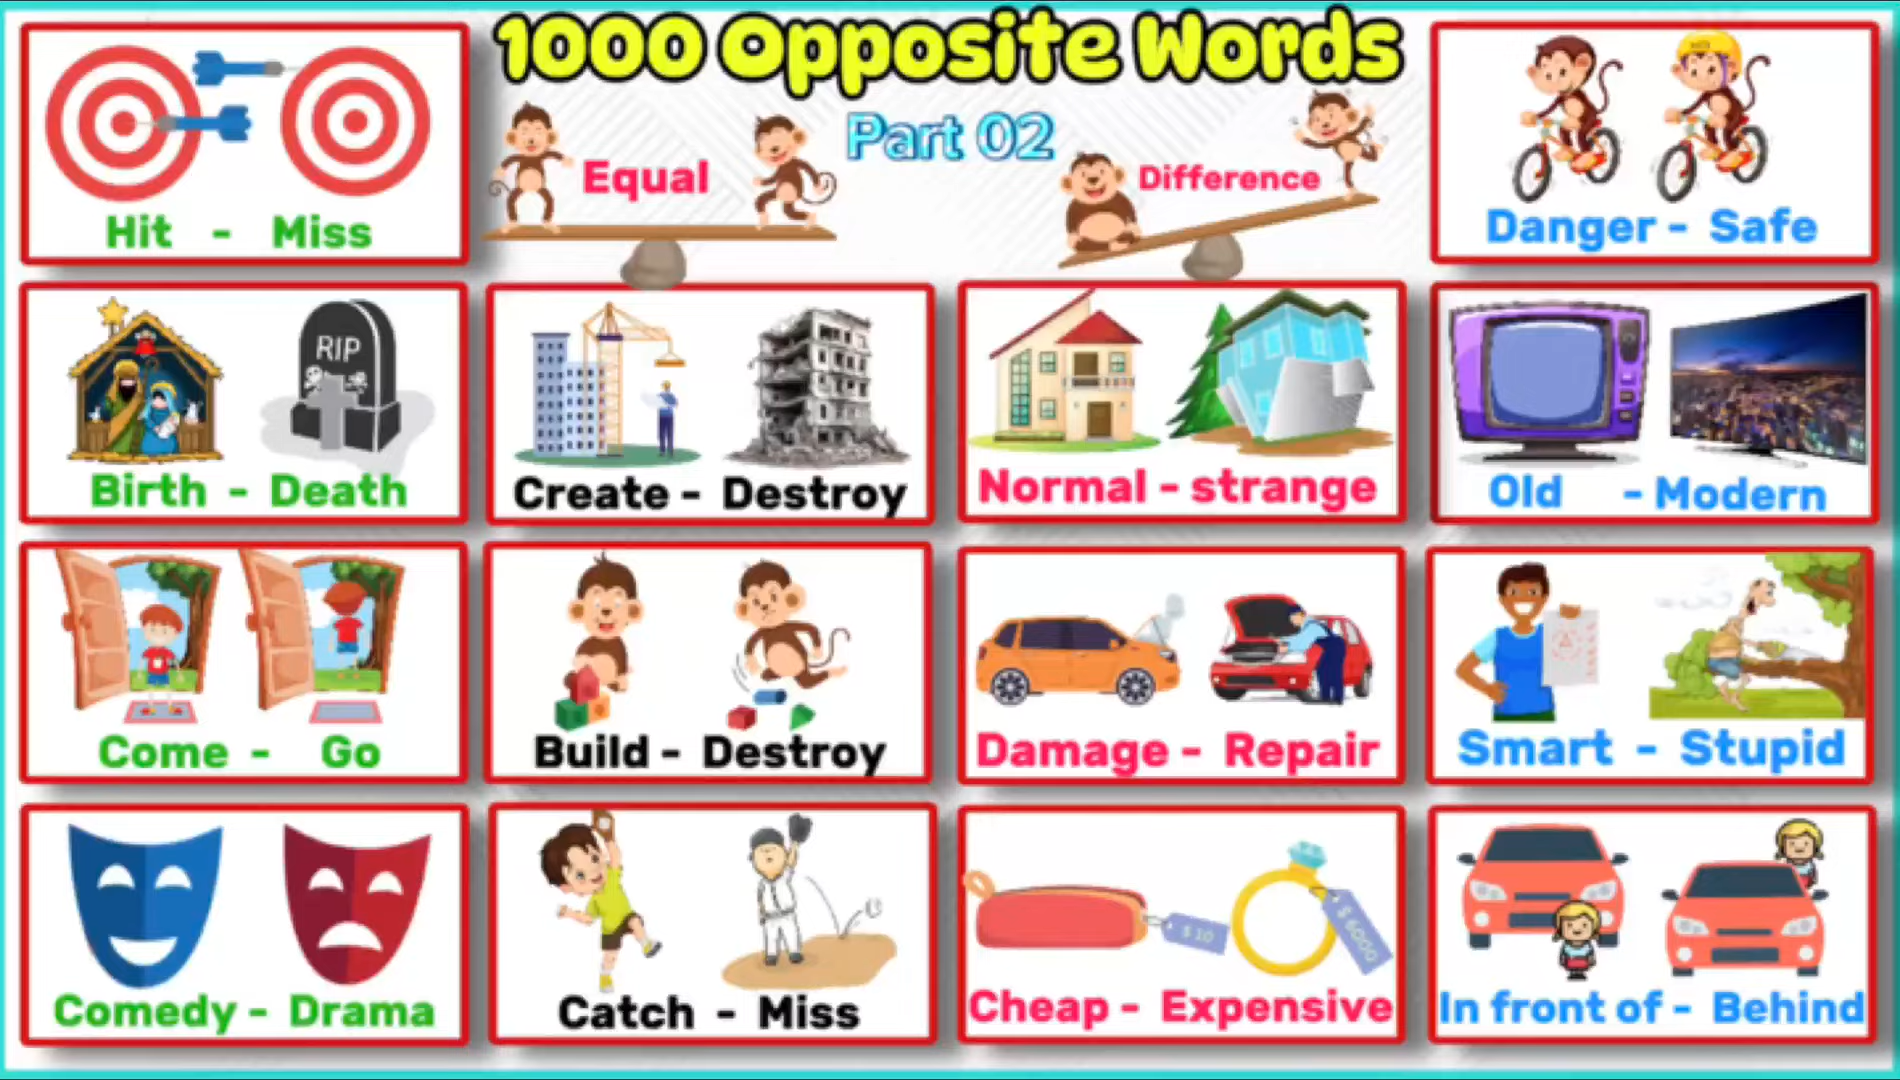 1000 Opposite Words
Part 02
Equal
Difference
Hit - Miss
Danger - Safe
RIP
Birth - Death
Create - Destroy
Normal - strange
Old - Modern
Come - Go
Build - Destroy
Damage - Repair
Smart - Stupid
Comedy - Drama
Catch - Miss
$ 10
$ 6000
Cheap - Expensive
In front of - Behind